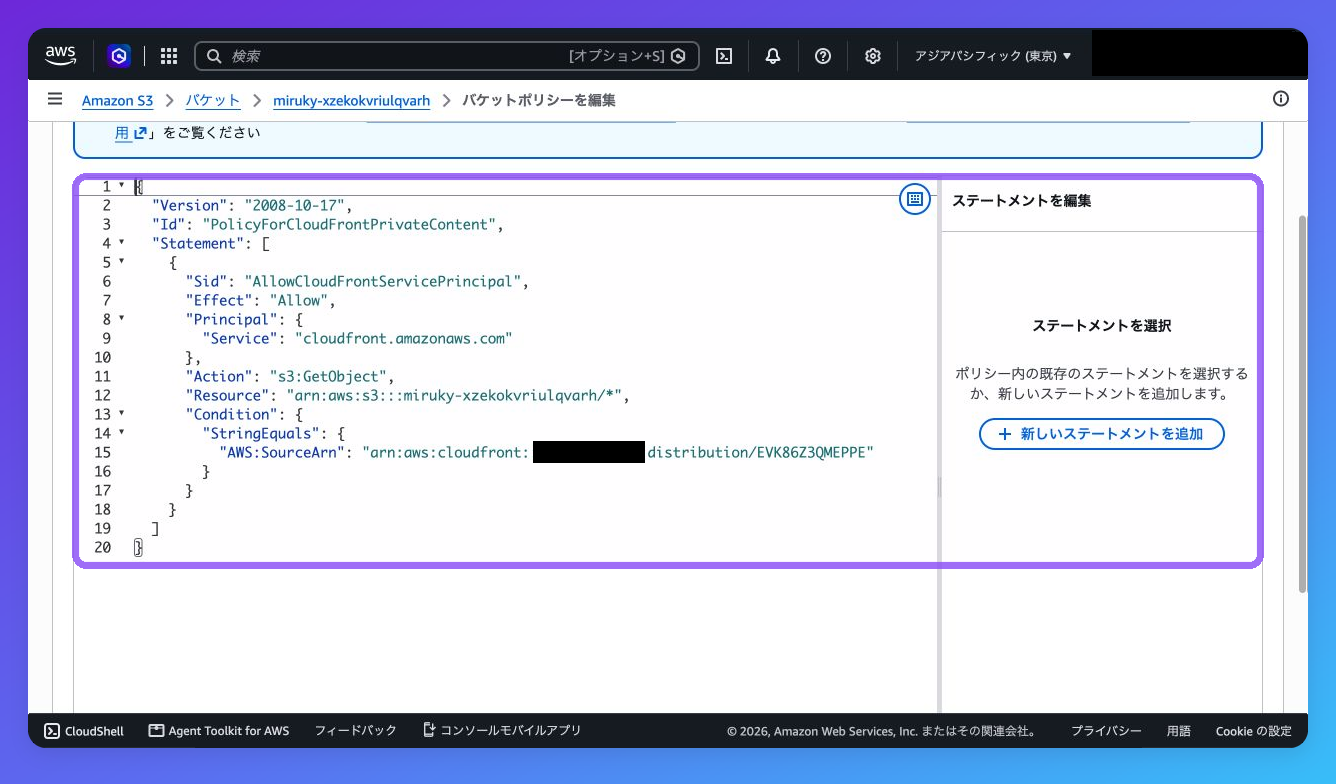 aws
検索
[オプション+S]
アジアパシフィック (東京) ▼
Amazon S3 > バケット > miruky-xzekokvriulqvarh > バケットポリシーを編集
用」をご覧ください
1 {
2 "Version": "2008-10-17",
3 "Id": "PolicyForCloudFrontPrivateContent",
4 "Statement": [
5 {
6 "Sid": "AllowCloudFrontServicePrincipal",
7 "Effect": "Allow",
8 "Principal": {
9 "Service": "cloudfront.amazonaws.com"
10 },
11 "Action": "s3:GetObject",
12 "Resource": "arn:aws:s3:::miruky-xzekokvriulqvarh/*",
13 "Condition": {
14 "StringEquals": {
15 "AWS:SourceArn": "arn:aws:cloudfront: distribution/EVK86Z3QMEPPE"
16 }
17 }
18 }
19 ]
20 }
ステートメントを編集
ステートメントを選択
ポリシー内の既存のステートメントを選択する
か、新しいステートメントを追加します。
+ 新しいステートメントを追加
CloudShell Agent Toolkit for AWS フィードバック コンソールモバイルアプリ © 2026, Amazon Web Services, Inc. またはその関連会社。 プライバシー 用語 Cookie の設定